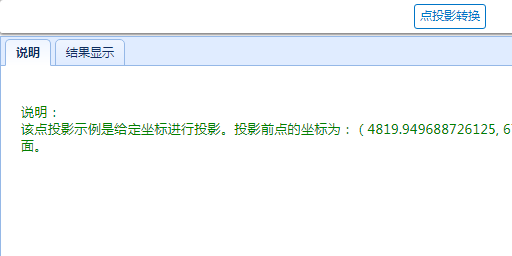 点投影转换
说明
结果显示
说明：
该点投影示例是给定坐标进行投影。投影前点的坐标为：（4819.949688726125, 6
面。